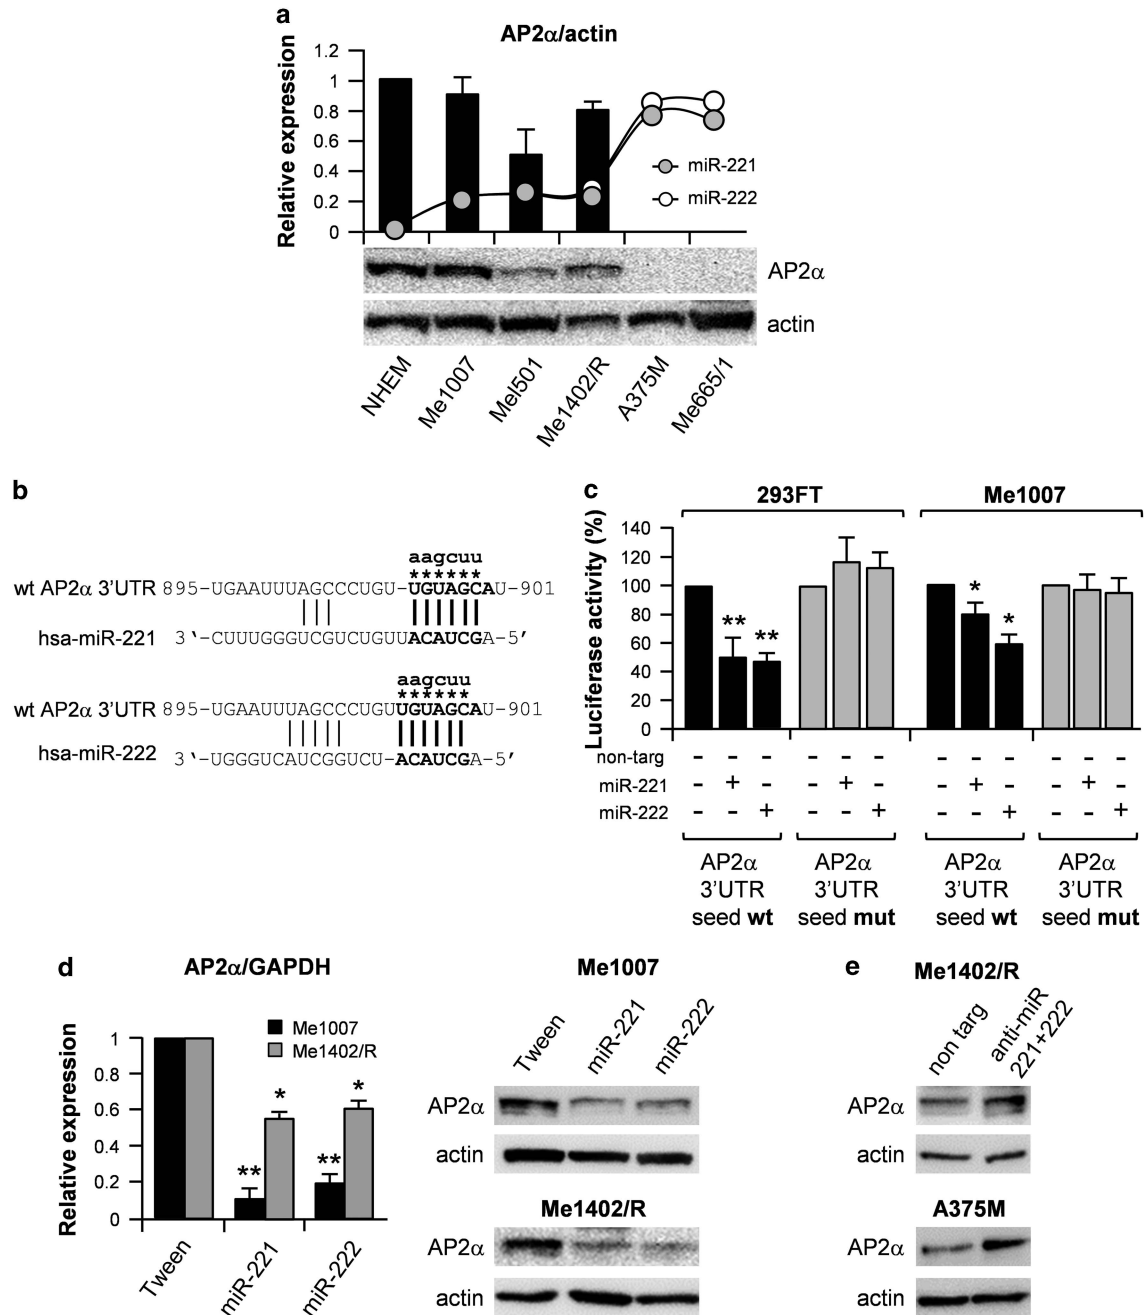 a
AP2α/actin
Relative expression
1.2
1
0.8
0.6
0.4
0.2
0
miR-221
miR-222
AP2α
actin
NHEM
Me1007
Mel501
Me1402/R
A375M
Me665/1
b
aagcuu
******
wt AP2α 3’UTR 895-UGAAUUUAGCCCUGU-UGUAGCAU-901
hsa-miR-221 3‘-CUUUGGGUCGUCUGUUACAUCGA-5’
aagcuu
******
wt AP2α 3’UTR 895-UGAAUUUAGCCCUGUUGUAGCAU-901
hsa-miR-222 3‘-UGGGUCAUCGGUCU-ACAUCGA-5’
c
293FT
Me1007
Luciferase activity (%)
140
120
100
80
60
40
20
0
** **
* *
non-targ - - - - - - - - - - - -
miR-221 - + - - + - - + - - + -
miR-222 - - + - - + - - + - - +
AP2α 3’UTR seed wt
AP2α 3’UTR seed mut
AP2α 3’UTR seed wt
AP2α 3’UTR seed mut
d
AP2α/GAPDH
Relative expression
1
0.8
0.6
0.4
0.2
0
Me1007
Me1402/R
** *
** *
Tween
miR-221
miR-222
Me1007
Tween
miR-221
miR-222
AP2α
actin
Me1402/R
AP2α
actin
e
Me1402/R
non targ
anti-miR
221+222
AP2α
actin
A375M
AP2α
actin